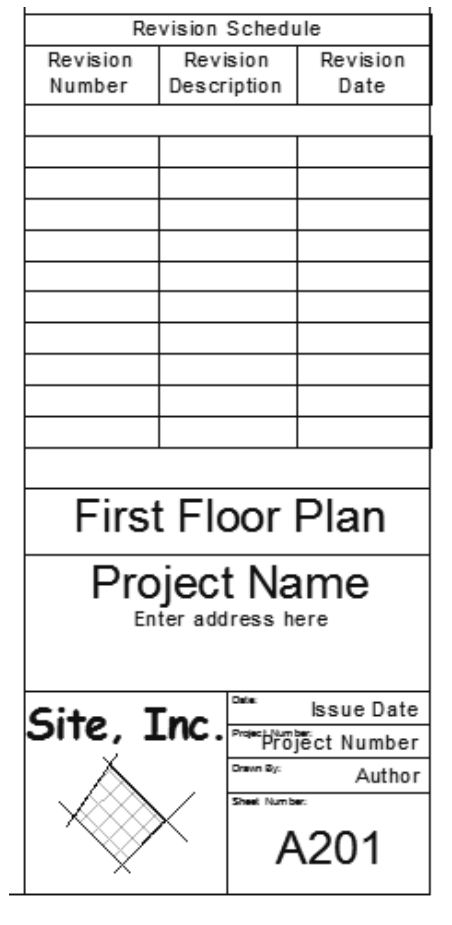 Revision Schedule
Revision Number
Revision Description
Revision Date
First Floor Plan
Project Name
Enter address here
Site, Inc.
Date:
Issue Date
Project Number:
Project Number
Drawn By:
Author
Sheet Number:
A201